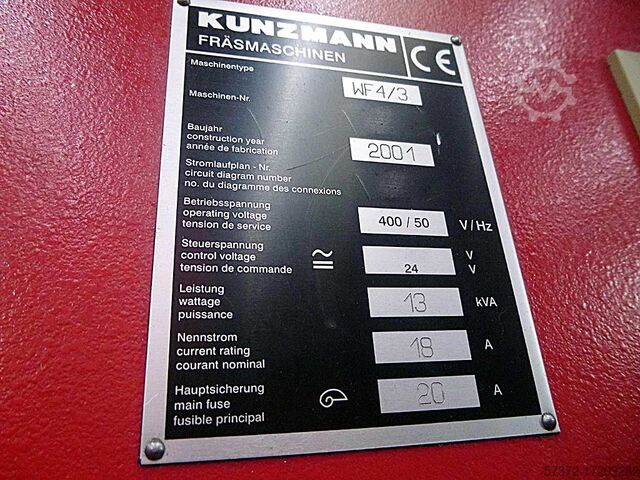 KUNZMANN
FRÄSMASCHINEN
CE
Maschinentype
WF4/3
Maschinen-Nr.
Baujahr
construction year
année de fabrication
2001
Stromlaufplan - Nr.
circuit diagram number
no. du diagramme des connexions
Betriebsspannung
operating voltage
tension de service
400 / 50 V / Hz
Steuerspannung
control voltage
tension de commande
24
V
V
Leistung
wattage
puissance
13 kVA
Nennstrom
current rating
courant nominal
18 A
Hauptsicherung
main fuse
fusible principal
20 A